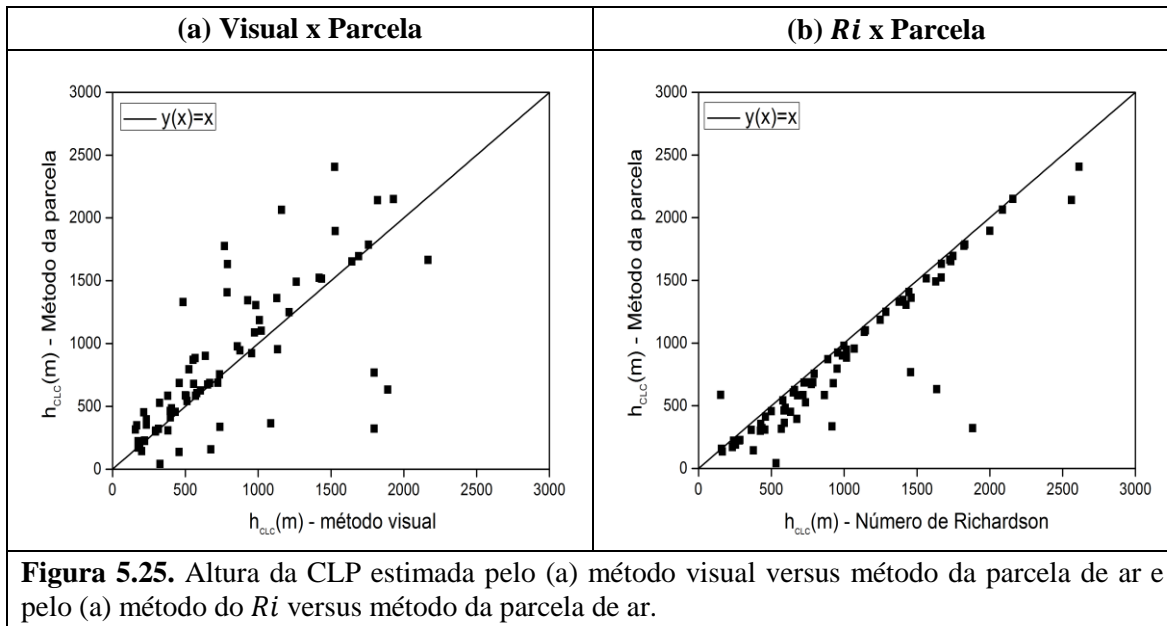 (a) Visual x Parcela
(b) Ri x Parcela
3000
2500
2000
1500
1000
500
0
y(x)=x
h_CLC(m) - Método da parcela
0 500 1000 1500 2000 2500 3000
h_CLC(m) - método visual
3000
2500
2000
1500
1000
500
0
y(x)=x
h_CLC(m) - Método da parcela
0 500 1000 1500 2000 2500 3000
h_CLC(m) - Número de Richardson
Figura 5.25. Altura da CLP estimada pelo (a) método visual versus método da parcela de ar e
pelo (a) método do Ri versus método da parcela de ar.